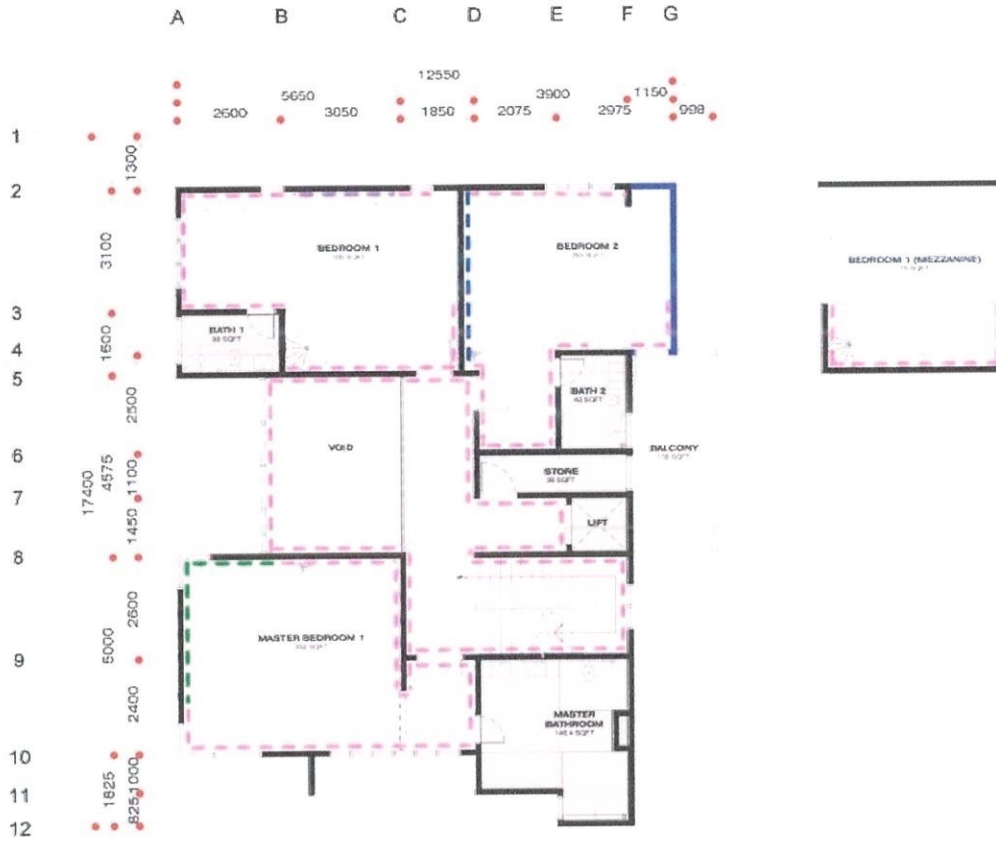 A B C D E F G
12550
5650 3900 1150
2600 3050 1850 2075 2975 998
1
1300
2
3100
BEDROOM 1
BEDROOM 2
BEDROOM 1 (MEZZANINE)
3
BATH 1
38 SQFT
1600
4
5
2500
BATH 2
VOID
BALCONY
6
STORE
4575
1100
17400
7
LIFT
1450
8
2600
MASTER BEDROOM 1
5000
9
2400
MASTER
BATHROOM
10
1000
1825
11
825
12